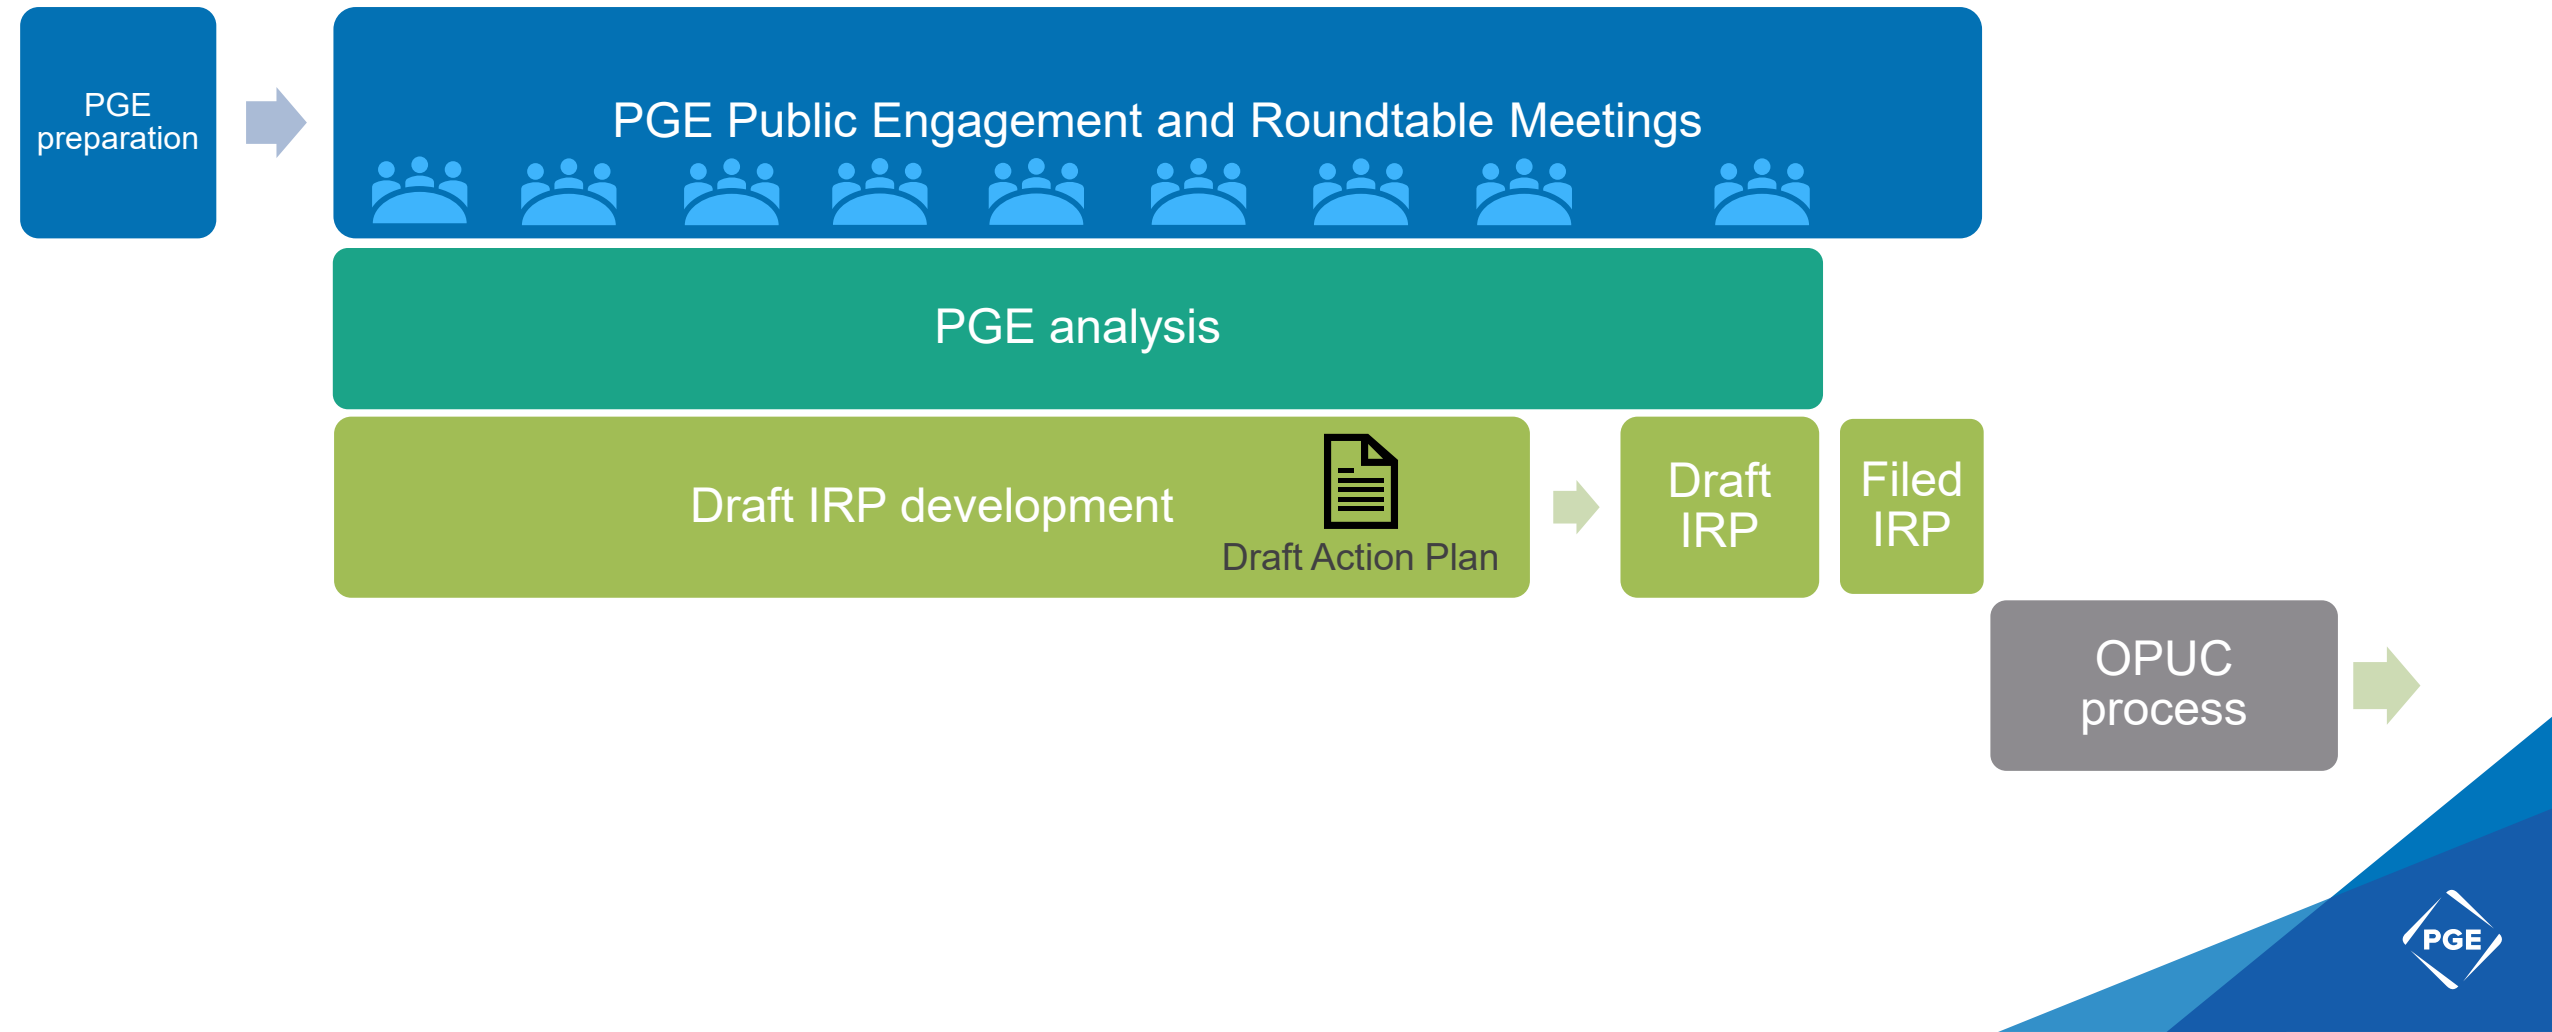 PGE
preparation
PGE Public Engagement and Roundtable Meetings
PGE analysis
Draft IRP development
Draft Action Plan
Draft
IRP
Filed
IRP
OPUC
process
PGE